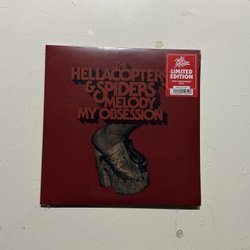 THE
HELLACOPTERS
& SPIDERS
MELODY
MY OBSESSION
LIMITED
EDITION